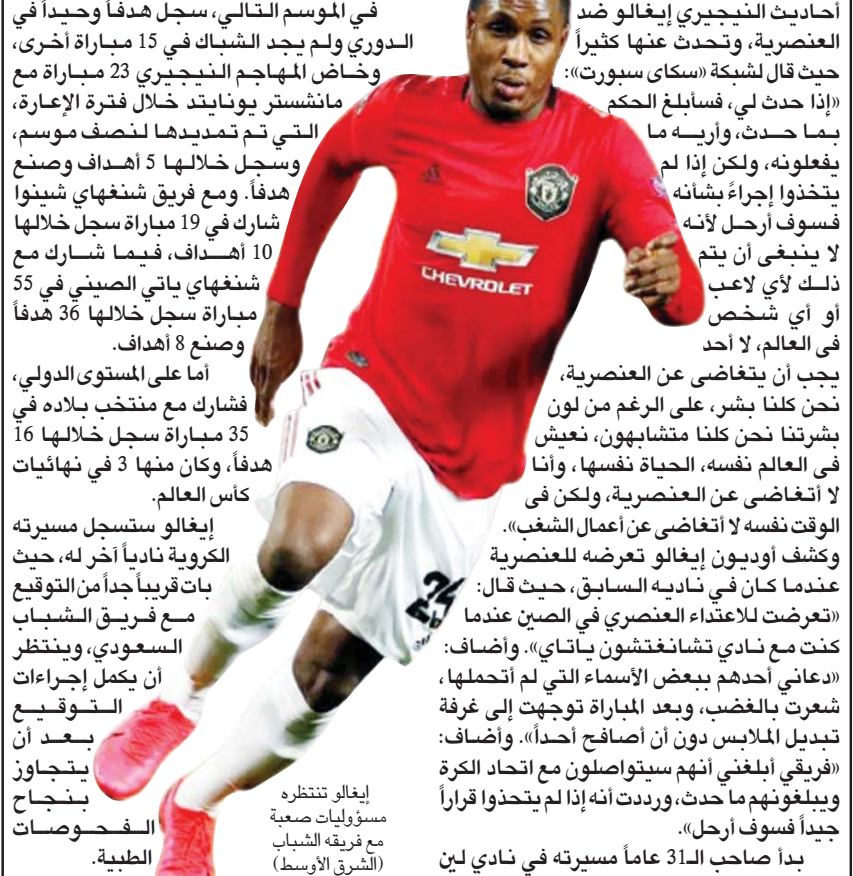 أحاديث النيجيري إيغالو ضد
العنصرية، وتحدث عنها كثيراً
حيث قال لشبكة «سكاي سبورت»:
«إذا حدث لي، فسأبلغ الحكم
بما حدث، وأريه ما
يفعلونه، ولكن إذا لم
يتخذوا إجراءً بشأنه
فسوف أرحل لأنه
لا ينبغى أن يتم
ذلك لأي لاعب
أو أي شخص
فى العالم، لا أحد
يجب أن يتغاضى عن العنصرية،
نحن كلنا بشر، على الرغم من لون
بشرتنا نحن كلنا متشابهون، نعيش
فى العالم نفسه، الحياة نفسها، وأنا
لا أتغاضى عن العنصرية، ولكن فى
الوقت نفسه لا أتغاضى عن أعمال الشغب».
وكشف أوديون إيغالو تعرضه للعنصرية
عندما كان في ناديه السابق، حيث قال:
«تعرضت للاعتداء العنصري في الصين عندما
كنت مع نادي تشانغتشون ياتاي». وأضاف:
«دعاني أحدهم ببعض الأسماء التي لم أتحملها،
شعرت بالغضب، وبعد المباراة توجهت إلى غرفة
تبديل الملابس دون أن أصافح أحداً». وأضاف:
«فريقي أبلغني أنهم سيتواصلون مع اتحاد الكرة
ويبلغونهم ما حدث، ورددت أنه إذا لم يتحذوا قراراً
جيداً فسوف أرحل».
بدأ صاحب الـ31 عاماً مسيرته في نادي لين
في الموسم التالي، سجل هدفاً وحيداً في
الدوري ولم يجد الشباك في 15 مباراة أخرى،
وخاض المهاجم النيجيري 23 مباراة مع
مانشستر يونايتد خلال فترة الإعارة،
التي تم تمديدها لنصف موسم،
وسجل خلالها 5 أهداف وصنع
هدفاً. ومع فريق شنغهاي شينوا
شارك في 19 مباراة سجل خلالها
10 أهداف، فيما شارك مع
شنغهاي ياتي الصيني في 55
مباراة سجل خلالها 36 هدفاً
وصنع 8 أهداف.
أما على المستوى الدولي،
فشارك مع منتخب بلاده في
35 مباراة سجل خلالها 16
هدفاً، وكان منها 3 في نهائيات
كأس العالم.
إيغالو ستسجل مسيرته
الكروية نادياً آخر له، حيث
بات قريباً جداً من التوقيع
مع فريق الشباب
السعودي، وينتظر
أن يكمل إجراءات
التوقيع
بعد أن
يتجاوز
بنجاح
الفحوصات
الطبية.
CHEVROLET
25
إيغالو تنتظره
مسؤوليات صعبة
مع فريقه الشباب
(الشرق الأوسط)